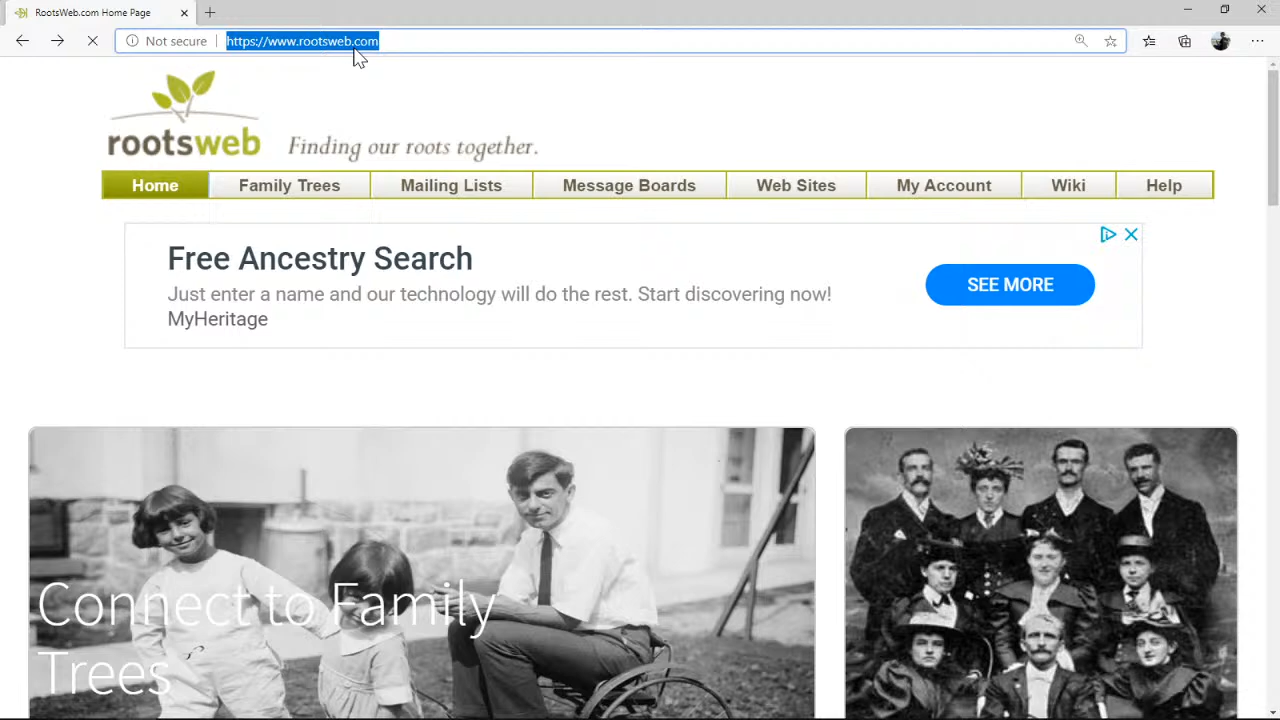 RootsWeb.com Home Page
Not secure
https://www.rootsweb.com
rootsweb
Finding our roots together.
Home Family Trees Mailing Lists Message Boards Web Sites My Account Wiki Help
Free Ancestry Search
Just enter a name and our technology will do the rest. Start discovering now!
MyHeritage
SEE MORE
Connect to Family
Trees